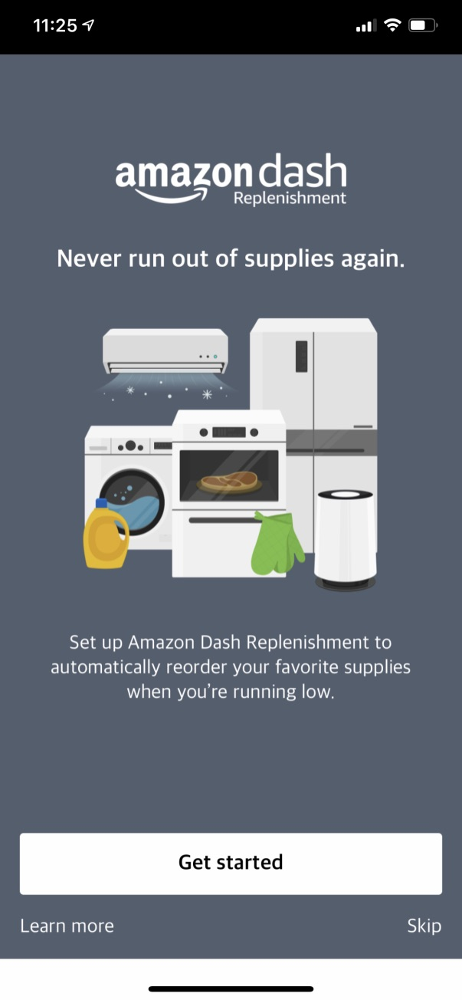 11:25
amazon dash
Replenishment
Never run out of supplies again.
Set up Amazon Dash Replenishment to
automatically reorder your favorite supplies
when you’re running low.
Get started
Learn more
Skip